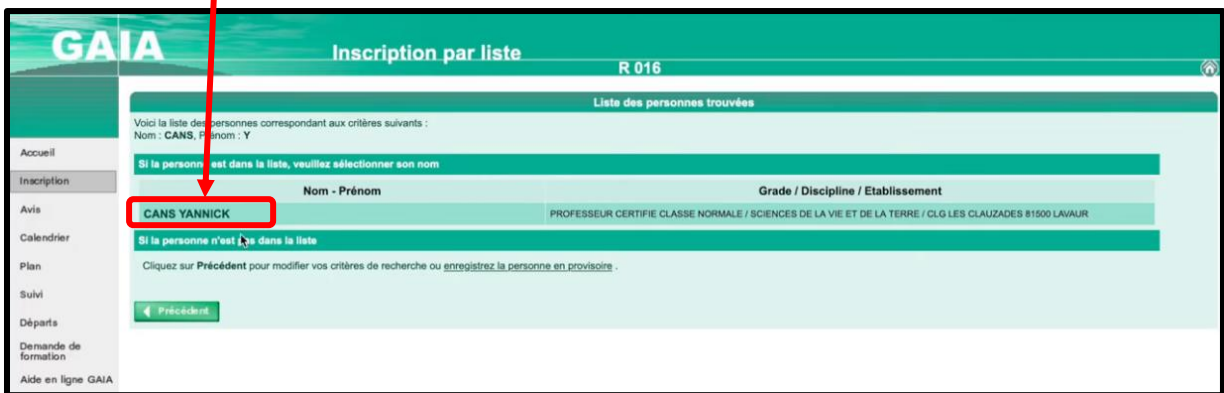 GAIA
Inscription par liste
R 016
Liste des personnes trouvées
Voici la liste des personnes correspondant aux critères suivants :
Nom : CANS, Prénom : Y
Si la personne est dans la liste, veuillez sélectionner son nom
Nom - Prénom
Grade / Discipline / Etablissement
CANS YANNICK
PROFESSEUR CERTIFIE CLASSE NORMALE / SCIENCES DE LA VIE ET DE LA TERRE / CLG LES CLAUZADES 81500 LAVAUR
Si la personne n'est pas dans la liste
Cliquez sur Précédent pour modifier vos critères de recherche ou enregistrez la personne en provisoire .
Précédent
Accueil
Inscription
Avis
Calendrier
Plan
Suivi
Départs
Demande de
formation
Aide en ligne GAIA